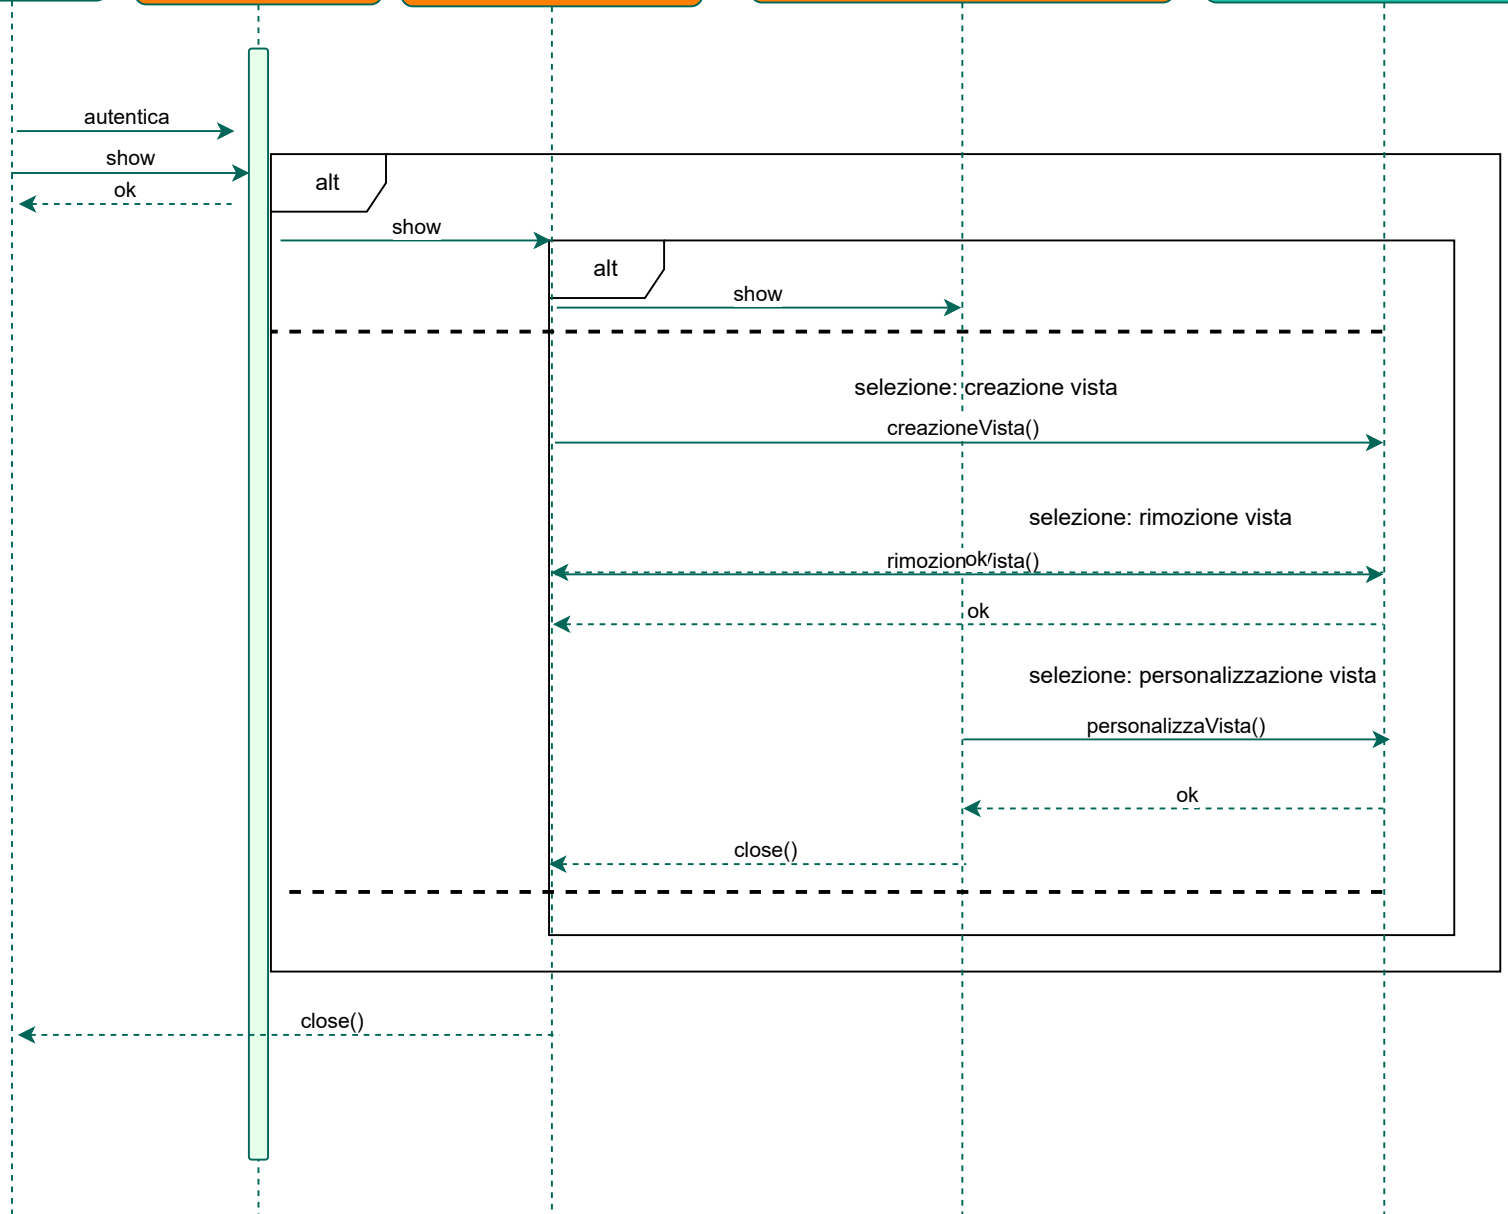 autentica
show
alt
ok
show
alt
show
selezione: creazione vista
creazioneVista()
selezione: rimozione vista
ok
ok
selezione: personalizzazione vista
personalizzaVista()
ok
close()
close()